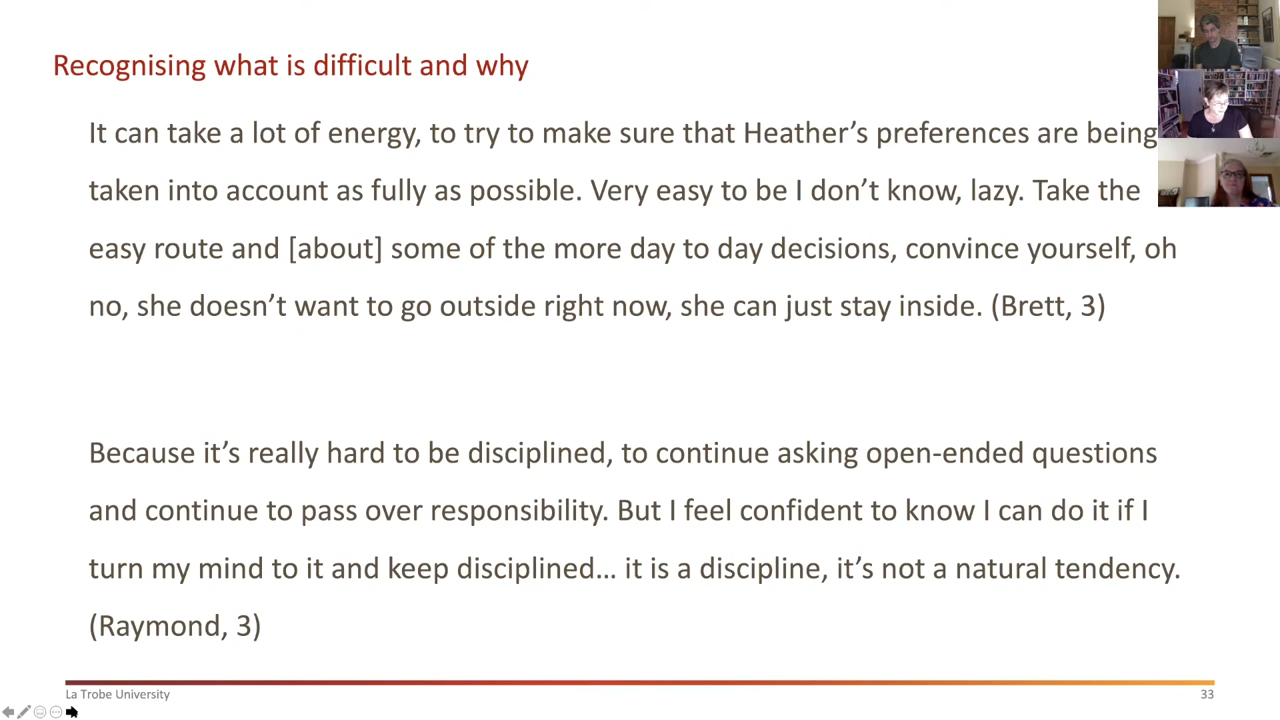 Recognising what is difficult and why
It can take a lot of energy, to try to make sure that Heather’s preferences are being
taken into account as fully as possible. Very easy to be I don’t know, lazy. Take the
easy route and [about] some of the more day to day decisions, convince yourself, oh
no, she doesn’t want to go outside right now, she can just stay inside. (Brett, 3)
Because it’s really hard to be disciplined, to continue asking open-ended questions
and continue to pass over responsibility. But I feel confident to know I can do it if I
turn my mind to it and keep disciplined… it is a discipline, it’s not a natural tendency.
(Raymond, 3)
La Trobe University
33